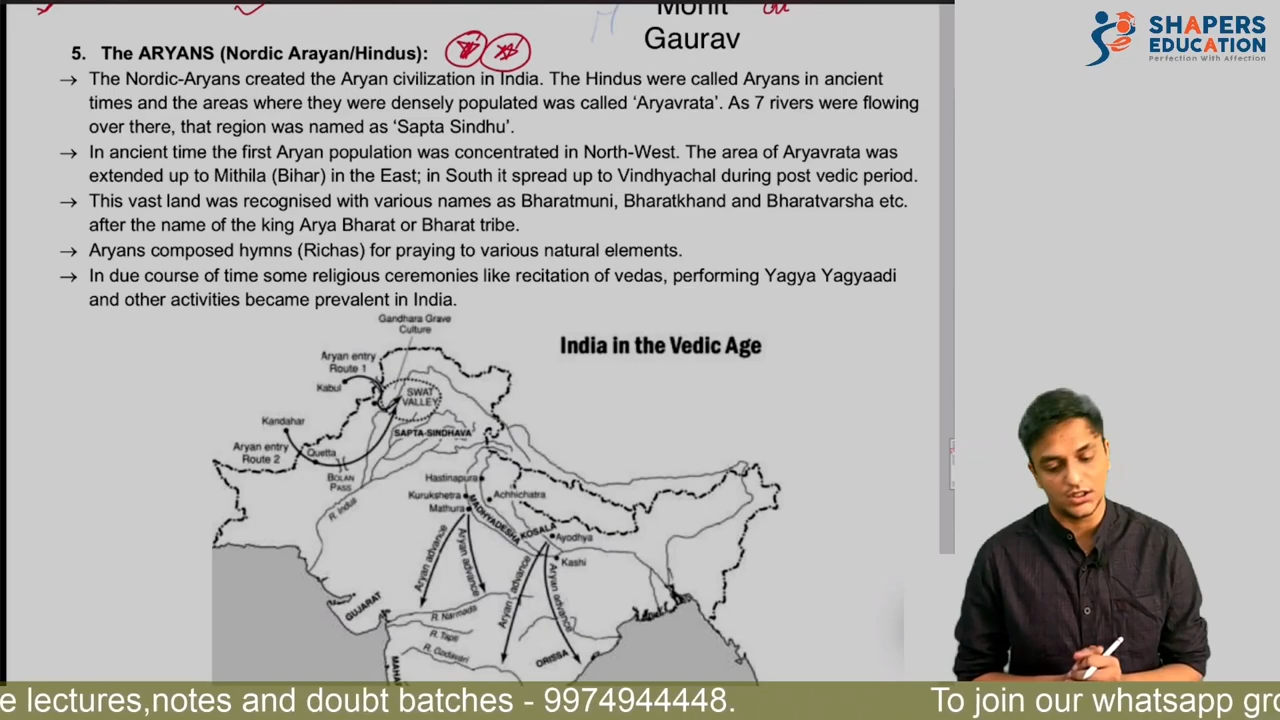 Mohit
Gaurav
SHAPERS
EDUCATION
Perfection With Affection
5. The ARYANS (Nordic Arayan/Hindus):
→ The Nordic-Aryans created the Aryan civilization in India. The Hindus were called Aryans in ancient
times and the areas where they were densely populated was called ‘Aryavrata’. As 7 rivers were flowing
over there, that region was named as ‘Sapta Sindhu’.
→ In ancient time the first Aryan population was concentrated in North-West. The area of Aryavrata was
extended up to Mithila (Bihar) in the East; in South it spread up to Vindhyachal during post vedic period.
→ This vast land was recognised with various names as Bharatmuni, Bharatkhand and Bharatvarsha etc.
after the name of the king Arya Bharat or Bharat tribe.
→ Aryans composed hymns (Richas) for praying to various natural elements.
→ In due course of time some religious ceremonies like recitation of vedas, performing Yagya Yagyaadi
and other activities became prevalent in India.
Gandhara Grave
Culture
India in the Vedic Age
Aryan entry
Route 1
Kabul
SWAT
VALLEY
Kandahar
SAPTA-SINDHAVA
Aryan entry
Route 2
Quetta
BOLAN
PASS
Hastinapura
Kurukshetra
Achhichatra
Mathura
R. Indus
MADHYADESHA
KOSALA
Ayodhya
Kashi
Aryan advance
Aryan advance
Aryan advance
Aryan advance
GUJARAT
R. Narmada
R. Tapti
R. Godavari
ORISSA
MAHA
e lectures,notes and doubt batches - 9974944448.
To join our whatsapp gro